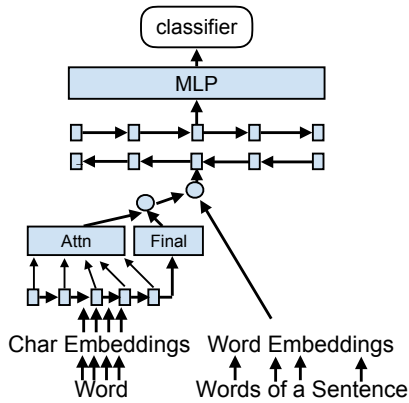 classifier
MLP
Attn Final
Char Embeddings Word Embeddings
Word Words of a Sentence